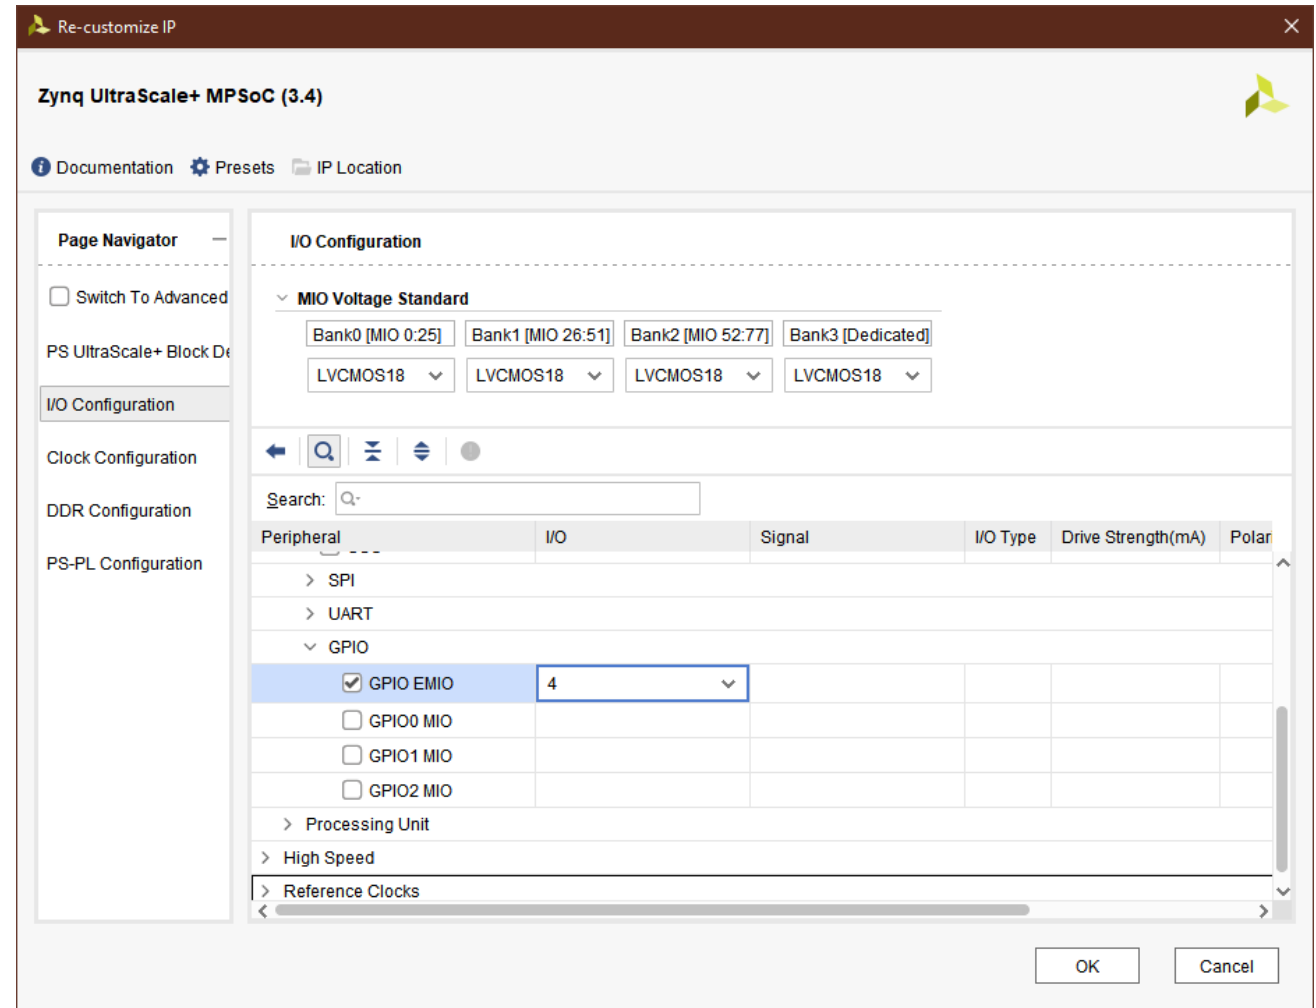 Re-customize IP
Zynq UltraScale+ MPSoC (3.4)
Documentation Presets IP Location
Page Navigator
Switch To Advanced
PS UltraScale+ Block De
I/O Configuration
Clock Configuration
DDR Configuration
PS-PL Configuration
I/O Configuration
MIO Voltage Standard
Bank0 [MIO 0:25] Bank1 [MIO 26:51] Bank2 [MIO 52:77] Bank3 [Dedicated]
LVCMOS18 LVCMOS18 LVCMOS18 LVCMOS18
Search:
Peripheral I/O Signal I/O Type Drive Strength(mA) Polari
SPI
UART
GPIO
GPIO EMIO 4
GPIO0 MIO
GPIO1 MIO
GPIO2 MIO
Processing Unit
High Speed
Reference Clocks
OK Cancel